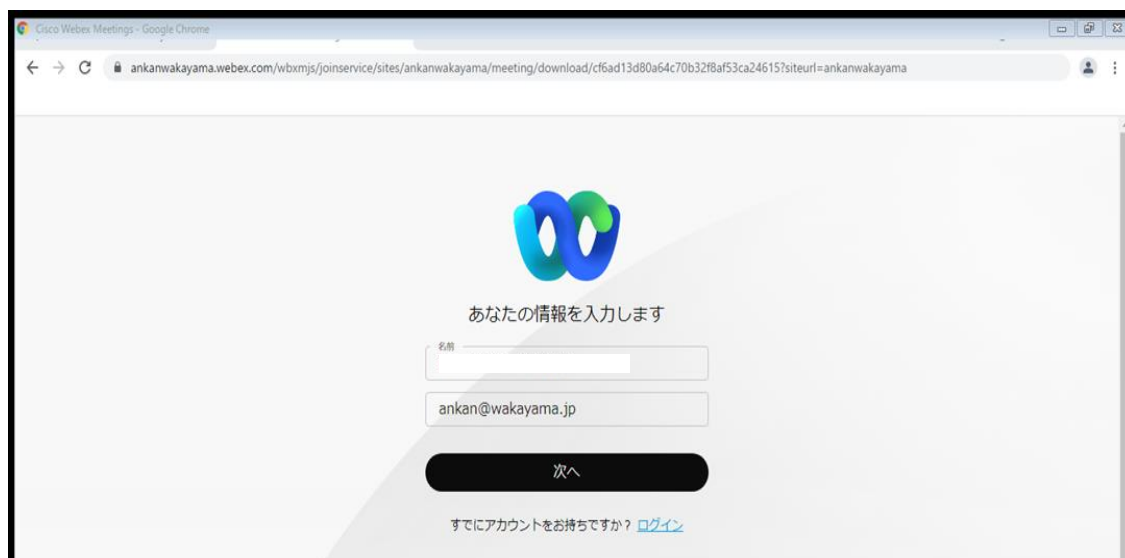 Cisco Webex Meetings - Google Chrome
ankanwakayama.webex.com/wbxmjs/joinservice/sites/ankanwakayama/meeting/download/cf6ad13d80a64c70b32f8af53ca24615?siteurl=ankanwakayama
あなたの情報を入力します
名前
ankan@wakayama.jp
次へ
すでにアカウントをお持ちですか？ ログイン